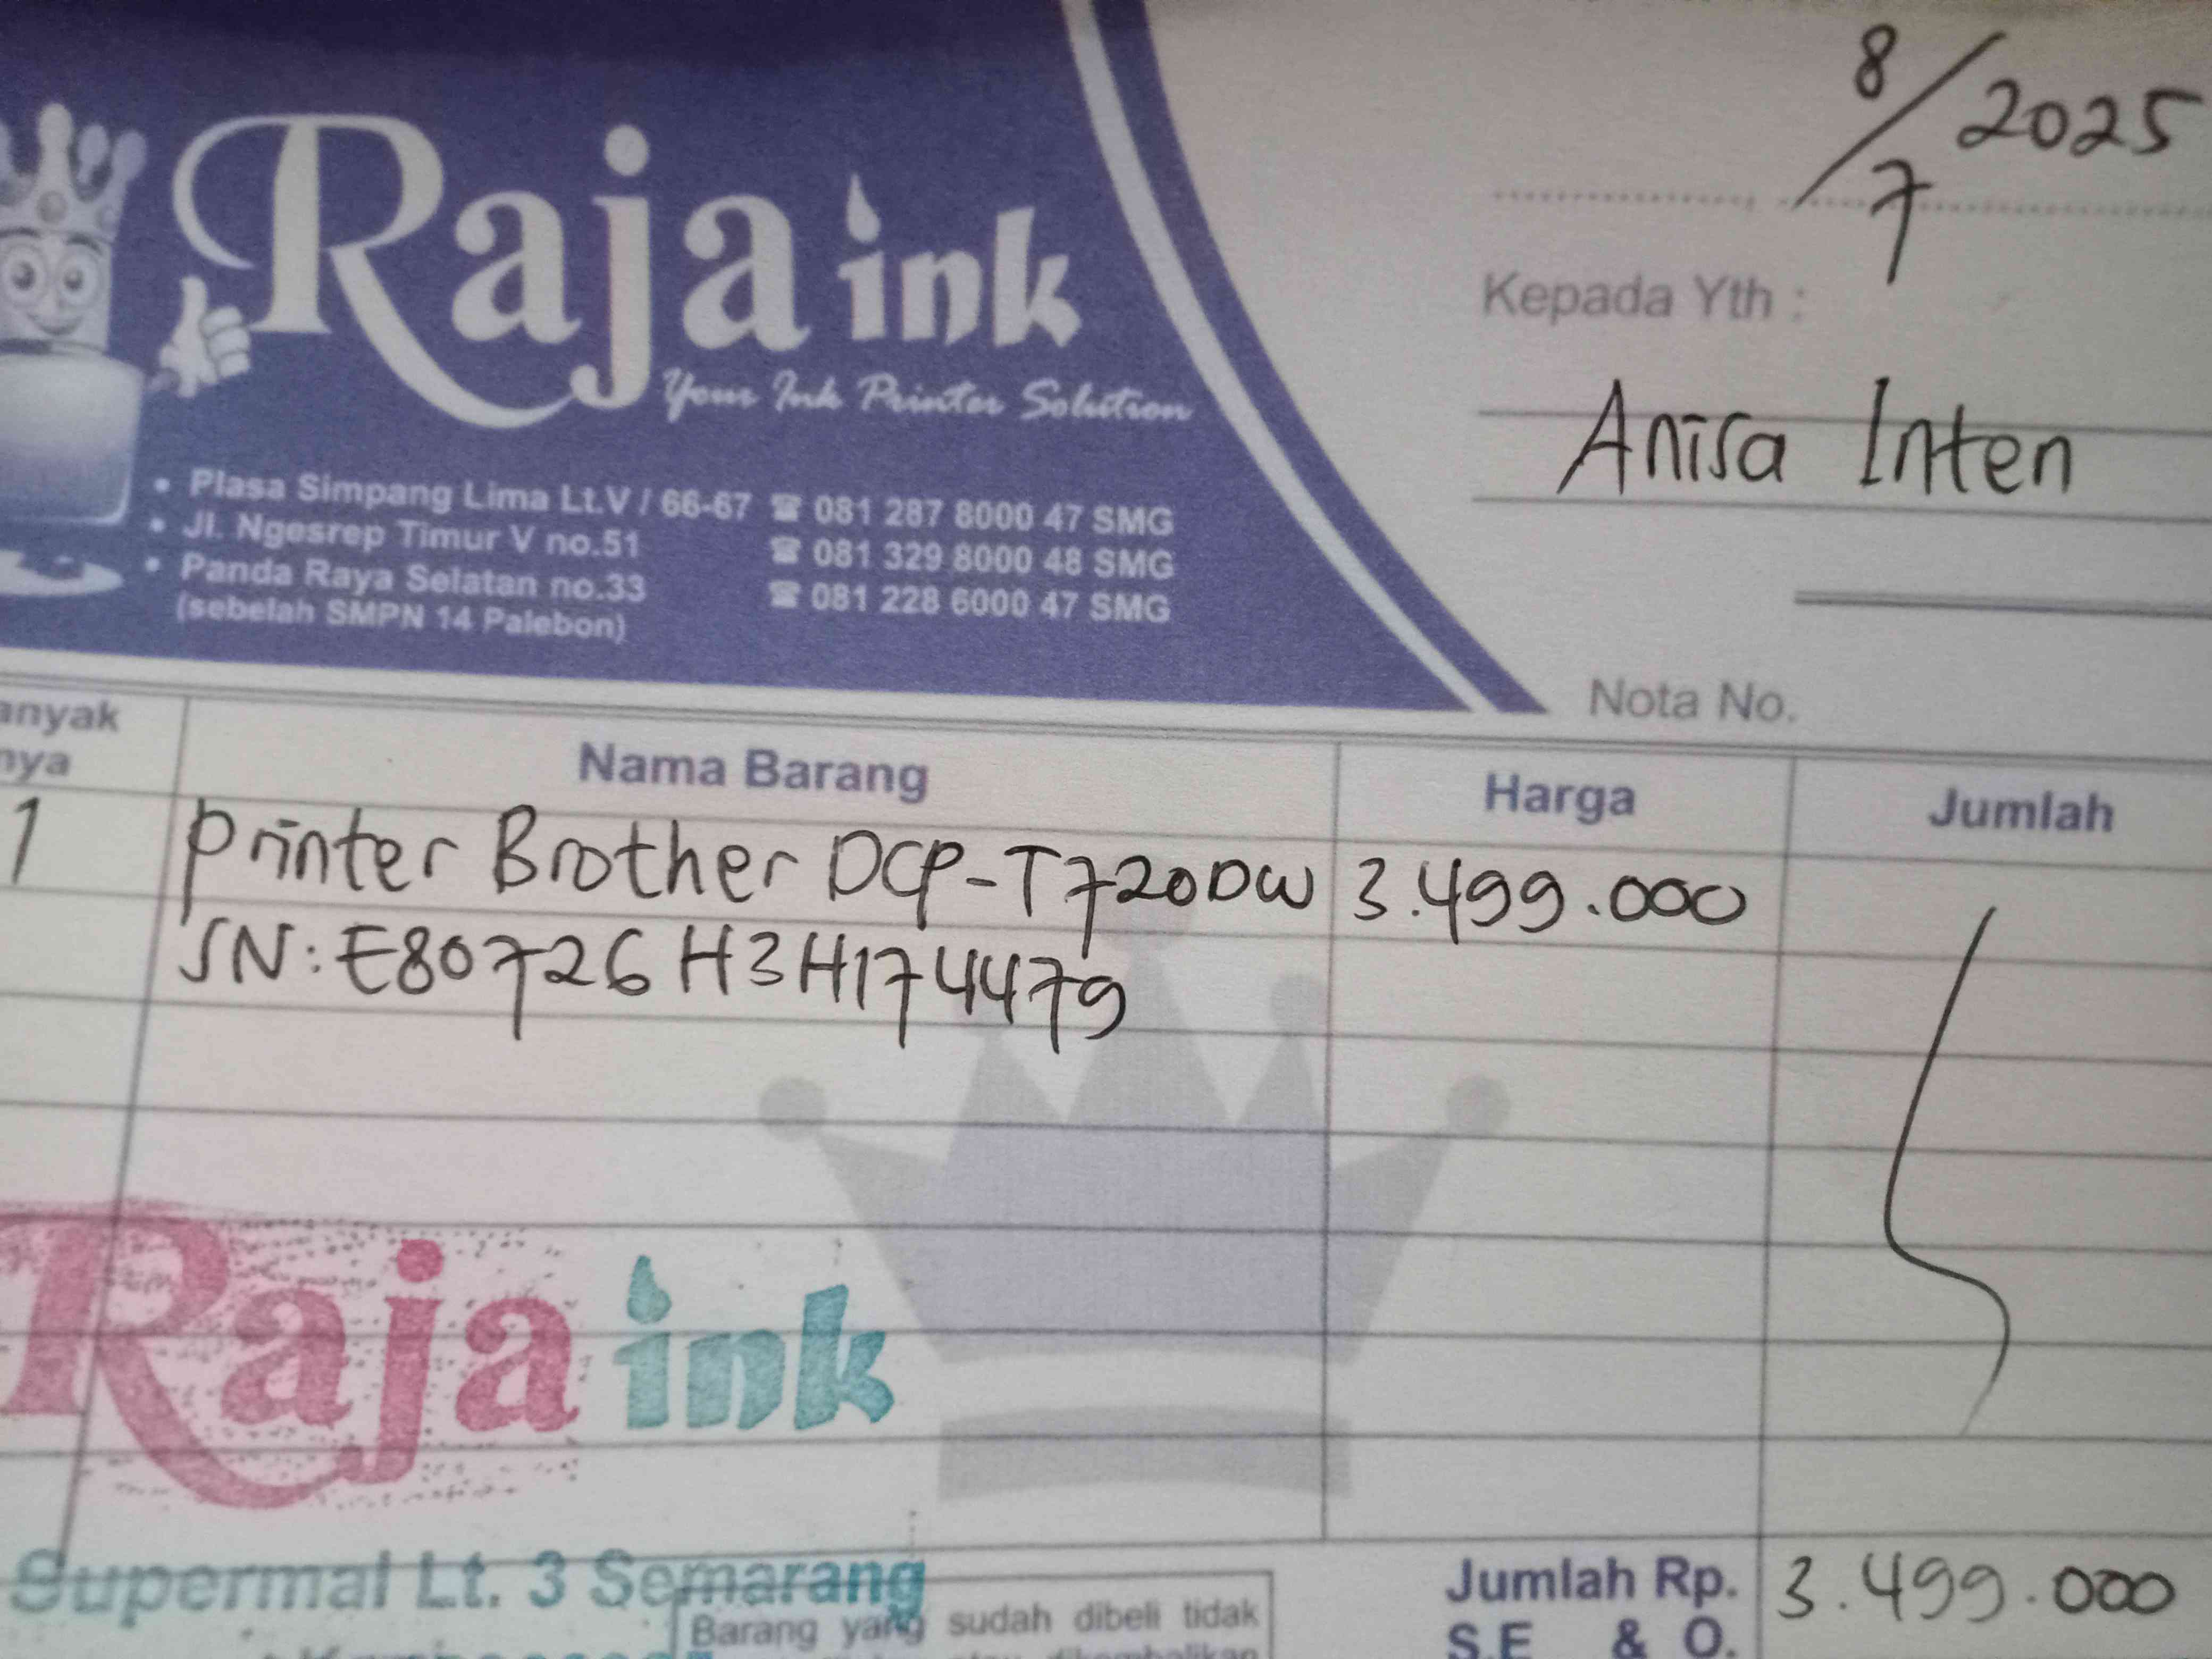 8/7 2025
Raja ink
Your Ink Printer Solution
• Plasa Simpang Lima Lt.V / 66-67 ☎ 081 287 8000 47 SMG
• Jl. Ngesrep Timur V no.51 ☎ 081 329 8000 48 SMG
• Panda Raya Selatan no.33 ☎ 081 228 6000 47 SMG
(sebelah SMPN 14 Palebon)
Kepada Yth :
Anisa Inten
Nota No.
anyak
nya
Nama Barang
Harga
Jumlah
1 Printer Brother DCP-T720DW 3.499.000
SN: E80726H3H174479
Raja ink
Supermal Lt. 3 Semarang
Barang yang sudah dibeli tidak
Jumlah Rp. 3.499.000
S.E & O.